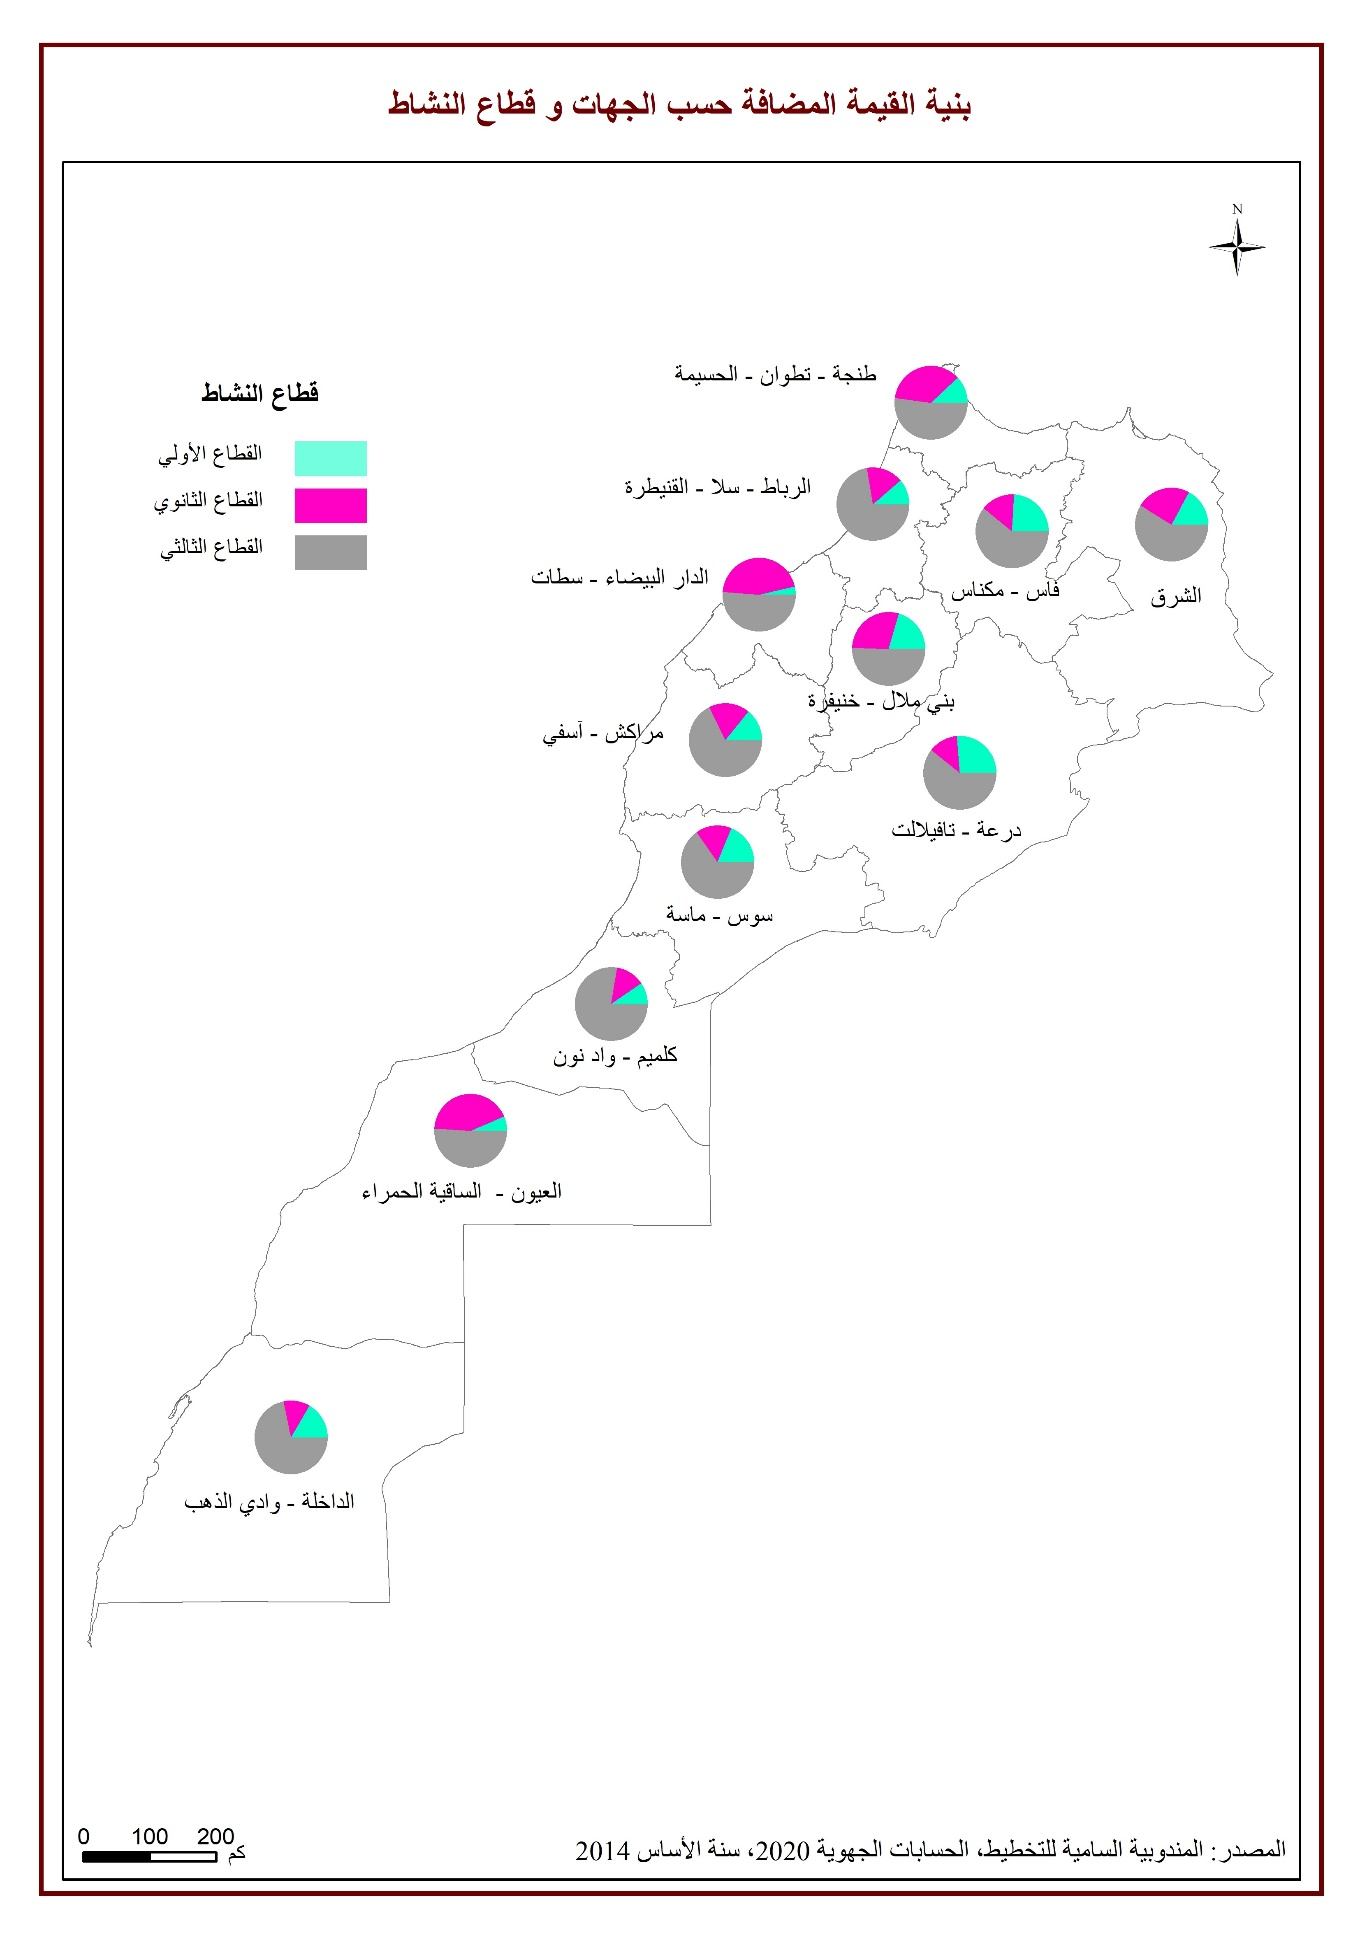 بنية القيمة المضافة حسب الجهات و قطاع النشاط
N
طنجة - تطوان - الحسيمة
قطاع النشاط
القطاع الأولي
القطاع الثانوي
القطاع الثالثي
الرباط - سلا - القنيطرة
الدار البيضاء - سطات
فاس - مكناس
الشرق
بني ملال - خنيفرة
مراكش - آسفي
درعة - تافيلالت
سوس - ماسة
كلميم - واد نون
العيون - الساقية الحمراء
الداخلة - وادي الذهب
0 100 200
كم
المصدر: المندوبية السامية للتخطيط، الحسابات الجهوية 2020، سنة الأساس 2014